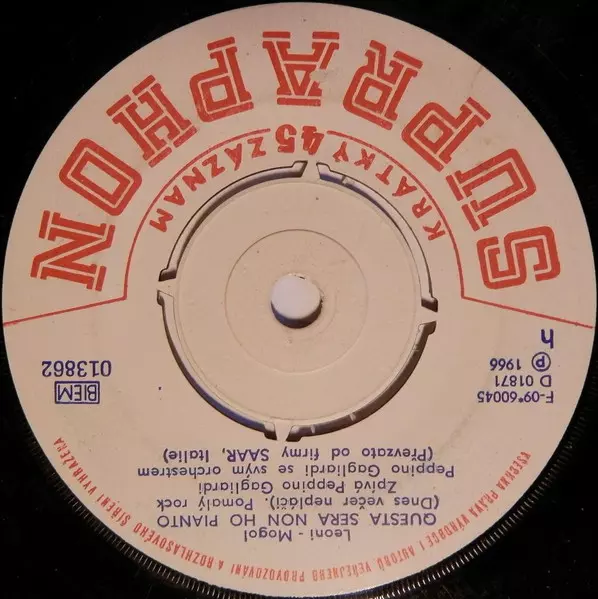 SUPRAPHON
KRÁTKÝ 45 ZÁZNAM
F-09*60045
D 01871
℗ 1966
h
BIEM
013862
Leoni - Mogol
QUESTA SERA NON HO PIANTO
(Dnes večer nepláči). Pomalý rock
Zpívá Peppino Gagliardi
Peppino Gagliardi se svým orchestrem
(Převzato od firmy SAAR, Italie)
VŠECHNA PRÁVA VÝROBCE I AUTORŮ VEŘEJNÉHO PROVOZOVÁNÍ A ROZHLASOVÉHO ŠÍŘENÍ VYHRAZENA